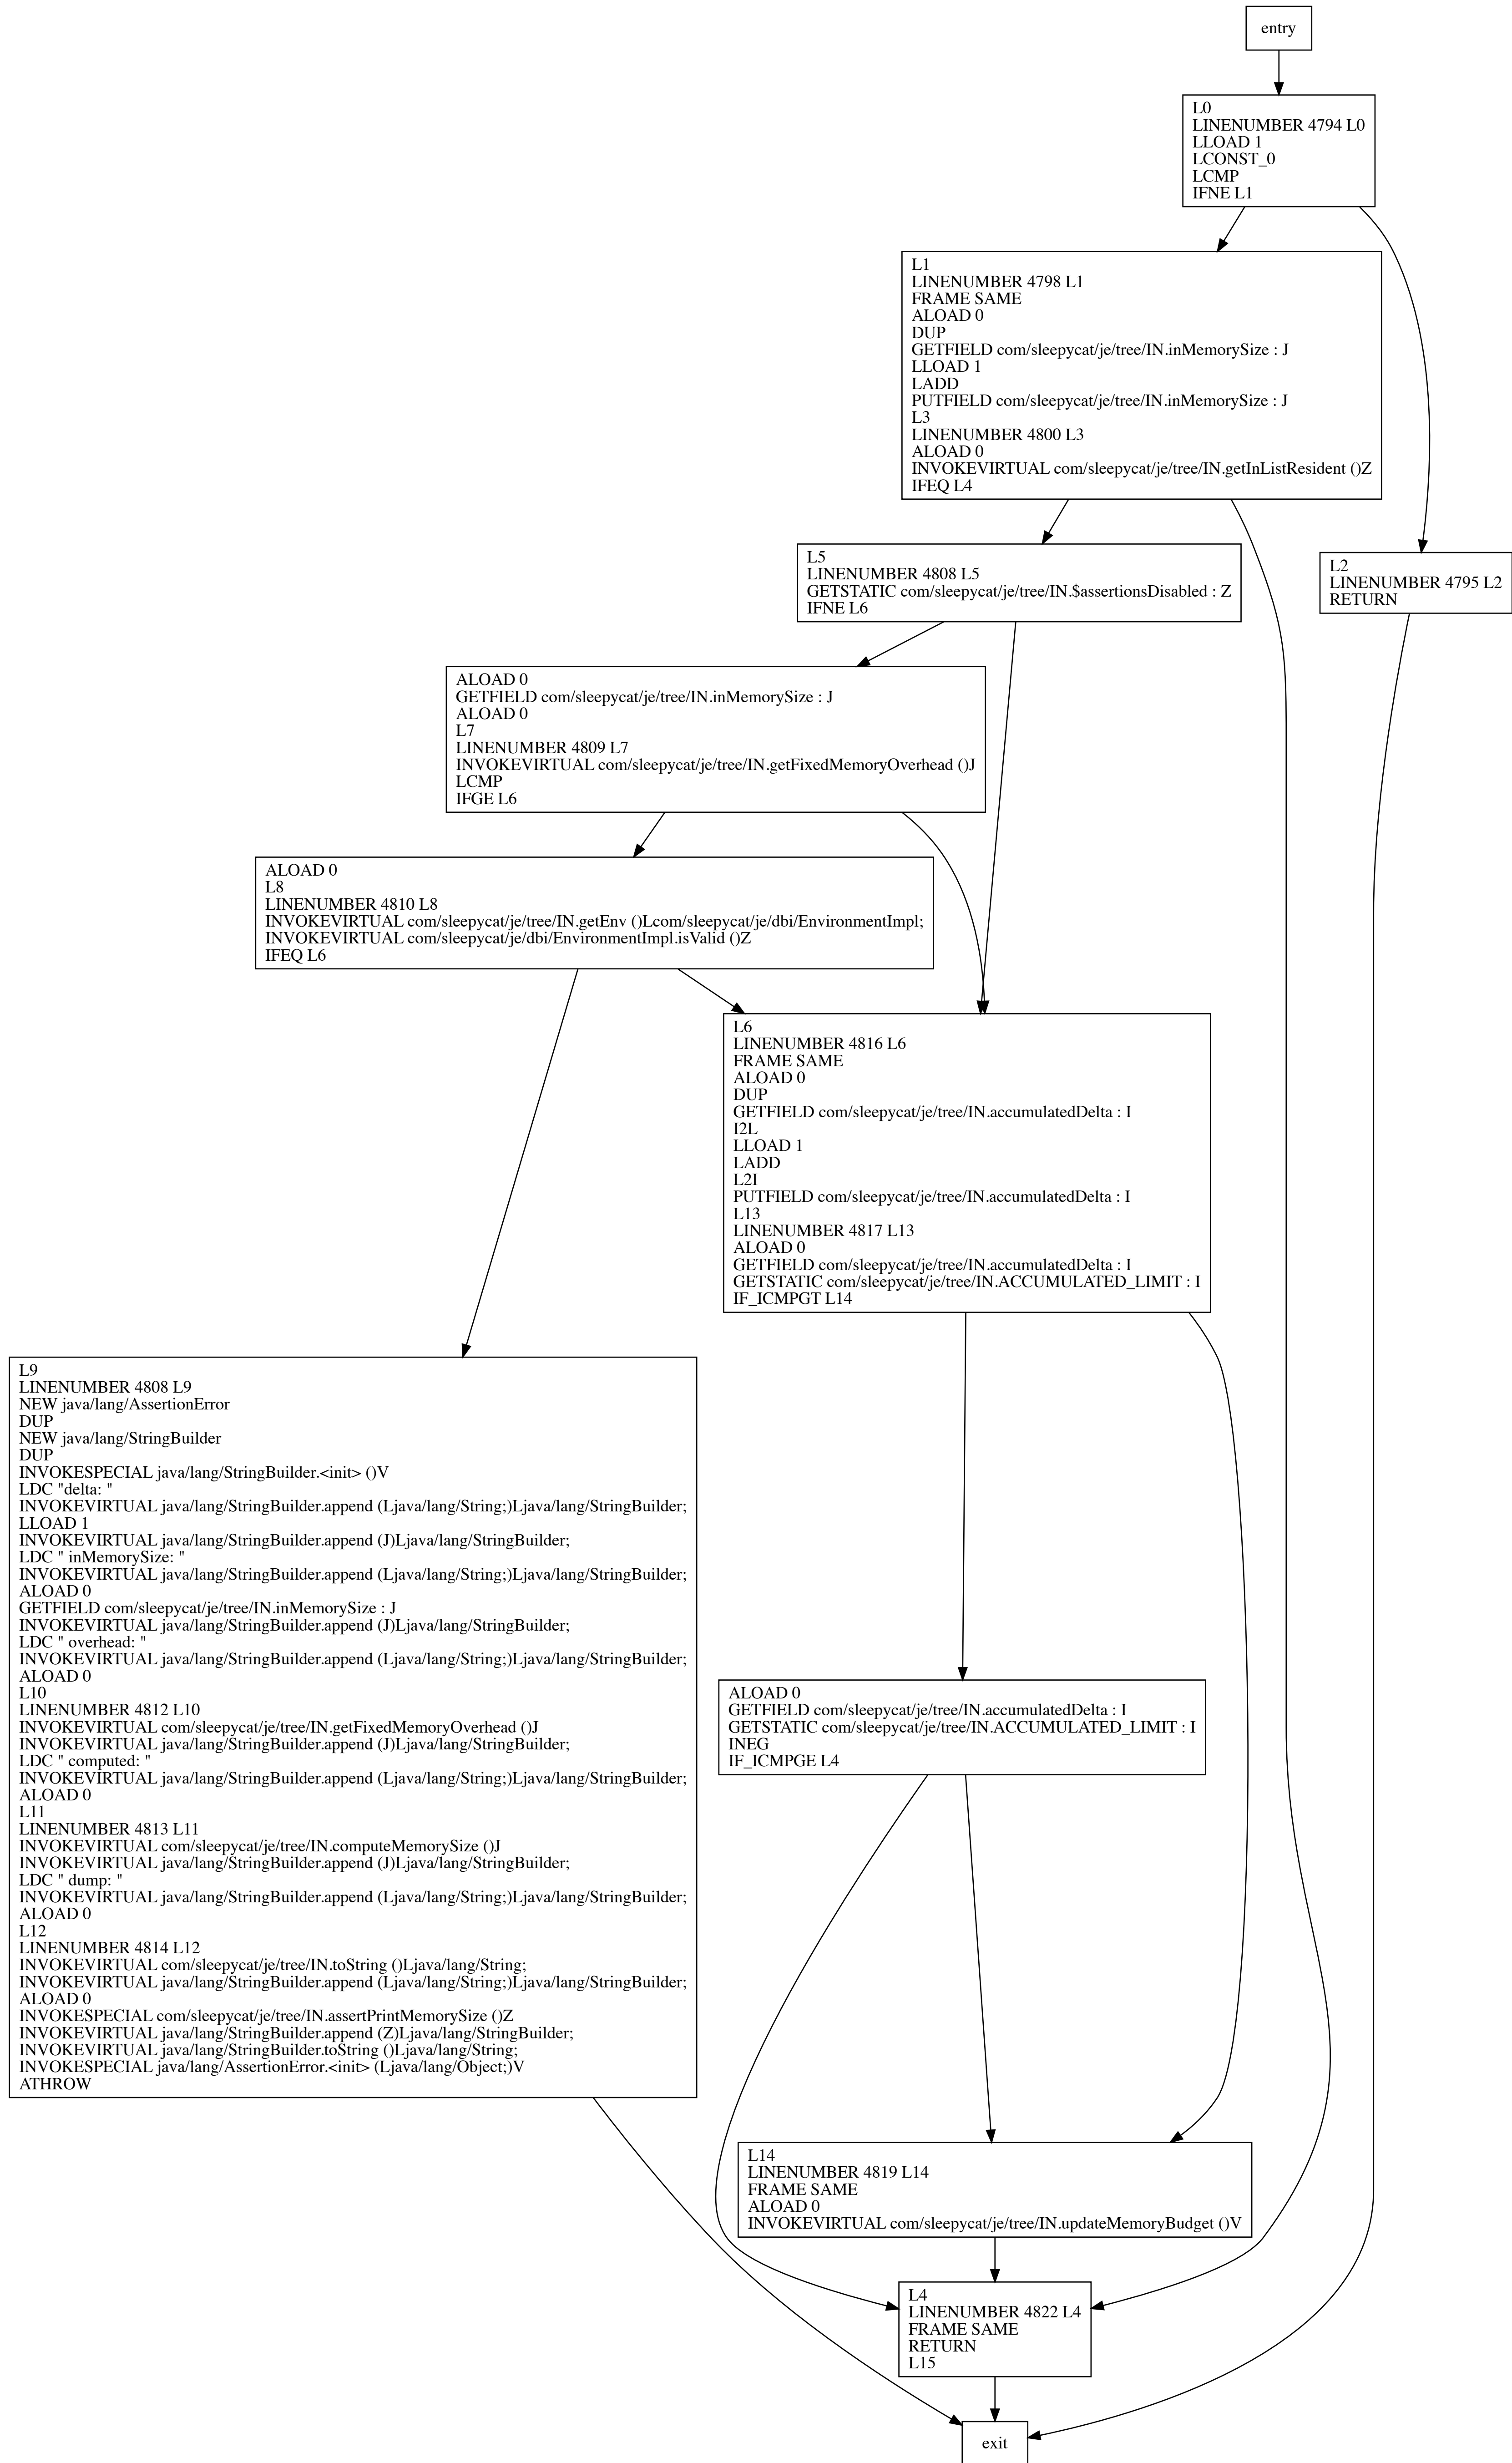 entry
L0
LINENUMBER 4794 L0
LLOAD 1
LCONST_0
LCMP
IFNE L1
L1
LINENUMBER 4798 L1
FRAME SAME
ALOAD 0
DUP
GETFIELD com/sleepycat/je/tree/IN.inMemorySize : J
LLOAD 1
LADD
PUTFIELD com/sleepycat/je/tree/IN.inMemorySize : J
L3
LINENUMBER 4800 L3
ALOAD 0
INVOKEVIRTUAL com/sleepycat/je/tree/IN.getInListResident ()Z
IFEQ L4
L5
LINENUMBER 4808 L5
GETSTATIC com/sleepycat/je/tree/IN.$assertionsDisabled : Z
IFNE L6
L2
LINENUMBER 4795 L2
RETURN
ALOAD 0
GETFIELD com/sleepycat/je/tree/IN.inMemorySize : J
ALOAD 0
L7
LINENUMBER 4809 L7
INVOKEVIRTUAL com/sleepycat/je/tree/IN.getFixedMemoryOverhead ()J
LCMP
IFGE L6
ALOAD 0
L8
LINENUMBER 4810 L8
INVOKEVIRTUAL com/sleepycat/je/tree/IN.getEnv ()Lcom/sleepycat/je/dbi/EnvironmentImpl;
INVOKEVIRTUAL com/sleepycat/je/dbi/EnvironmentImpl.isValid ()Z
IFEQ L6
L6
LINENUMBER 4816 L6
FRAME SAME
ALOAD 0
DUP
GETFIELD com/sleepycat/je/tree/IN.accumulatedDelta : I
I2L
LLOAD 1
LADD
L2I
PUTFIELD com/sleepycat/je/tree/IN.accumulatedDelta : I
L13
LINENUMBER 4817 L13
ALOAD 0
GETFIELD com/sleepycat/je/tree/IN.accumulatedDelta : I
GETSTATIC com/sleepycat/je/tree/IN.ACCUMULATED_LIMIT : I
IF_ICMPGT L14
L9
LINENUMBER 4808 L9
NEW java/lang/AssertionError
DUP
NEW java/lang/StringBuilder
DUP
INVOKESPECIAL java/lang/StringBuilder.<init> ()V
LDC "delta: "
INVOKEVIRTUAL java/lang/StringBuilder.append (Ljava/lang/String;)Ljava/lang/StringBuilder;
LLOAD 1
INVOKEVIRTUAL java/lang/StringBuilder.append (J)Ljava/lang/StringBuilder;
LDC " inMemorySize: "
INVOKEVIRTUAL java/lang/StringBuilder.append (Ljava/lang/String;)Ljava/lang/StringBuilder;
ALOAD 0
GETFIELD com/sleepycat/je/tree/IN.inMemorySize : J
INVOKEVIRTUAL java/lang/StringBuilder.append (J)Ljava/lang/StringBuilder;
LDC " overhead: "
INVOKEVIRTUAL java/lang/StringBuilder.append (Ljava/lang/String;)Ljava/lang/StringBuilder;
ALOAD 0
L10
LINENUMBER 4812 L10
INVOKEVIRTUAL com/sleepycat/je/tree/IN.getFixedMemoryOverhead ()J
INVOKEVIRTUAL java/lang/StringBuilder.append (J)Ljava/lang/StringBuilder;
LDC " computed: "
INVOKEVIRTUAL java/lang/StringBuilder.append (Ljava/lang/String;)Ljava/lang/StringBuilder;
ALOAD 0
L11
LINENUMBER 4813 L11
INVOKEVIRTUAL com/sleepycat/je/tree/IN.computeMemorySize ()J
INVOKEVIRTUAL java/lang/StringBuilder.append (J)Ljava/lang/StringBuilder;
LDC " dump: "
INVOKEVIRTUAL java/lang/StringBuilder.append (Ljava/lang/String;)Ljava/lang/StringBuilder;
ALOAD 0
L12
LINENUMBER 4814 L12
INVOKEVIRTUAL com/sleepycat/je/tree/IN.toString ()Ljava/lang/String;
INVOKEVIRTUAL java/lang/StringBuilder.append (Ljava/lang/String;)Ljava/lang/StringBuilder;
ALOAD 0
INVOKESPECIAL com/sleepycat/je/tree/IN.assertPrintMemorySize ()Z
INVOKEVIRTUAL java/lang/StringBuilder.append (Z)Ljava/lang/StringBuilder;
INVOKEVIRTUAL java/lang/StringBuilder.toString ()Ljava/lang/String;
INVOKESPECIAL java/lang/AssertionError.<init> (Ljava/lang/Object;)V
ATHROW
ALOAD 0
GETFIELD com/sleepycat/je/tree/IN.accumulatedDelta : I
GETSTATIC com/sleepycat/je/tree/IN.ACCUMULATED_LIMIT : I
INEG
IF_ICMPGE L4
L14
LINENUMBER 4819 L14
FRAME SAME
ALOAD 0
INVOKEVIRTUAL com/sleepycat/je/tree/IN.updateMemoryBudget ()V
L4
LINENUMBER 4822 L4
FRAME SAME
RETURN
L15
exit